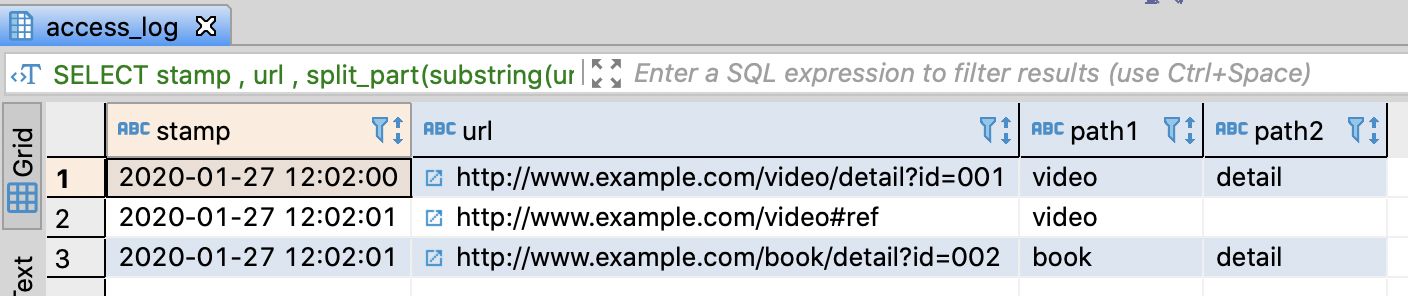 access_log
SELECT stamp , url , split_part(substring(ur
Enter a SQL expression to filter results (use Ctrl+Space)
Grid
Text
ABC stamp ABC url ABC path1 ABC path2
1 2020-01-27 12:02:00 http://www.example.com/video/detail?id=001 video detail
2 2020-01-27 12:02:01 http://www.example.com/video#ref video
3 2020-01-27 12:02:01 http://www.example.com/book/detail?id=002 book detail